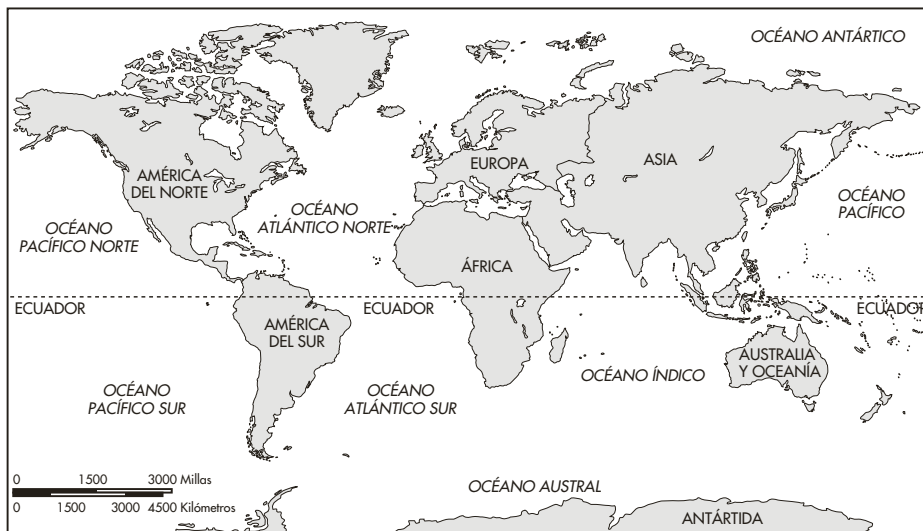 OCÉANO ANTÁRTICO
EUROPA
ASIA
AMÉRICA
DEL NORTE
OCÉANO
PACÍFICO NORTE
OCÉANO
ATLÁNTICO NORTE
OCÉANO
PACÍFICO
ÁFRICA
ECUADOR
ECUADOR
ECUADOR
AMÉRICA
DEL SUR
AUSTRALIA
Y OCEANÍA
OCÉANO ÍNDICO
OCÉANO
PACÍFICO SUR
OCÉANO
ATLÁNTICO SUR
0 1500 3000 Millas
0 1500 3000 4500 Kilómetros
OCÉANO AUSTRAL
ANTÁRTIDA